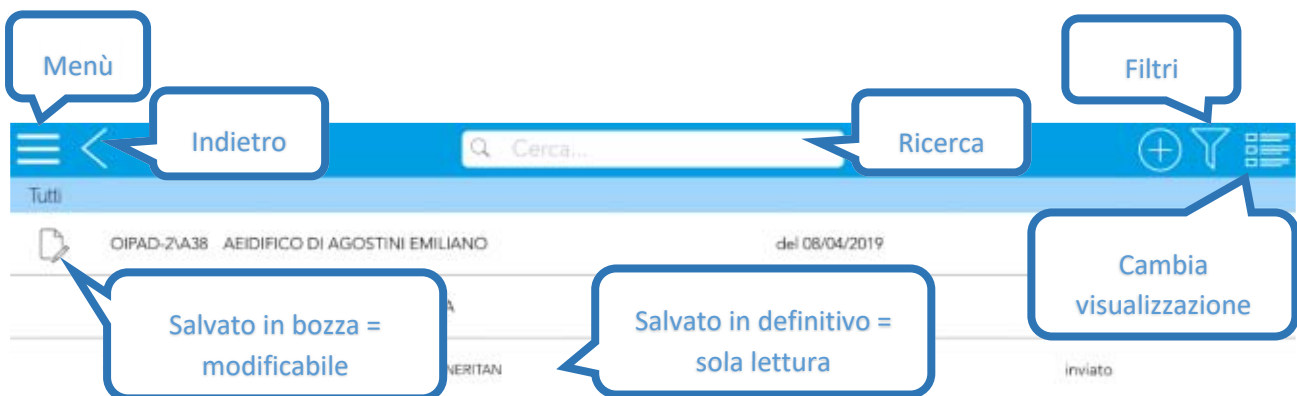 Menù
Filtri
Indietro
Cerca...
Ricerca
Tutti
OIPAD-2\A38 AEIDIFICO DI AGOSTINI EMILIANO del 08/04/2019
Cambia
visualizzazione
A
Salvato in bozza =
modificabile
Salvato in definitivo =
sola lettura
NERITAN inviato